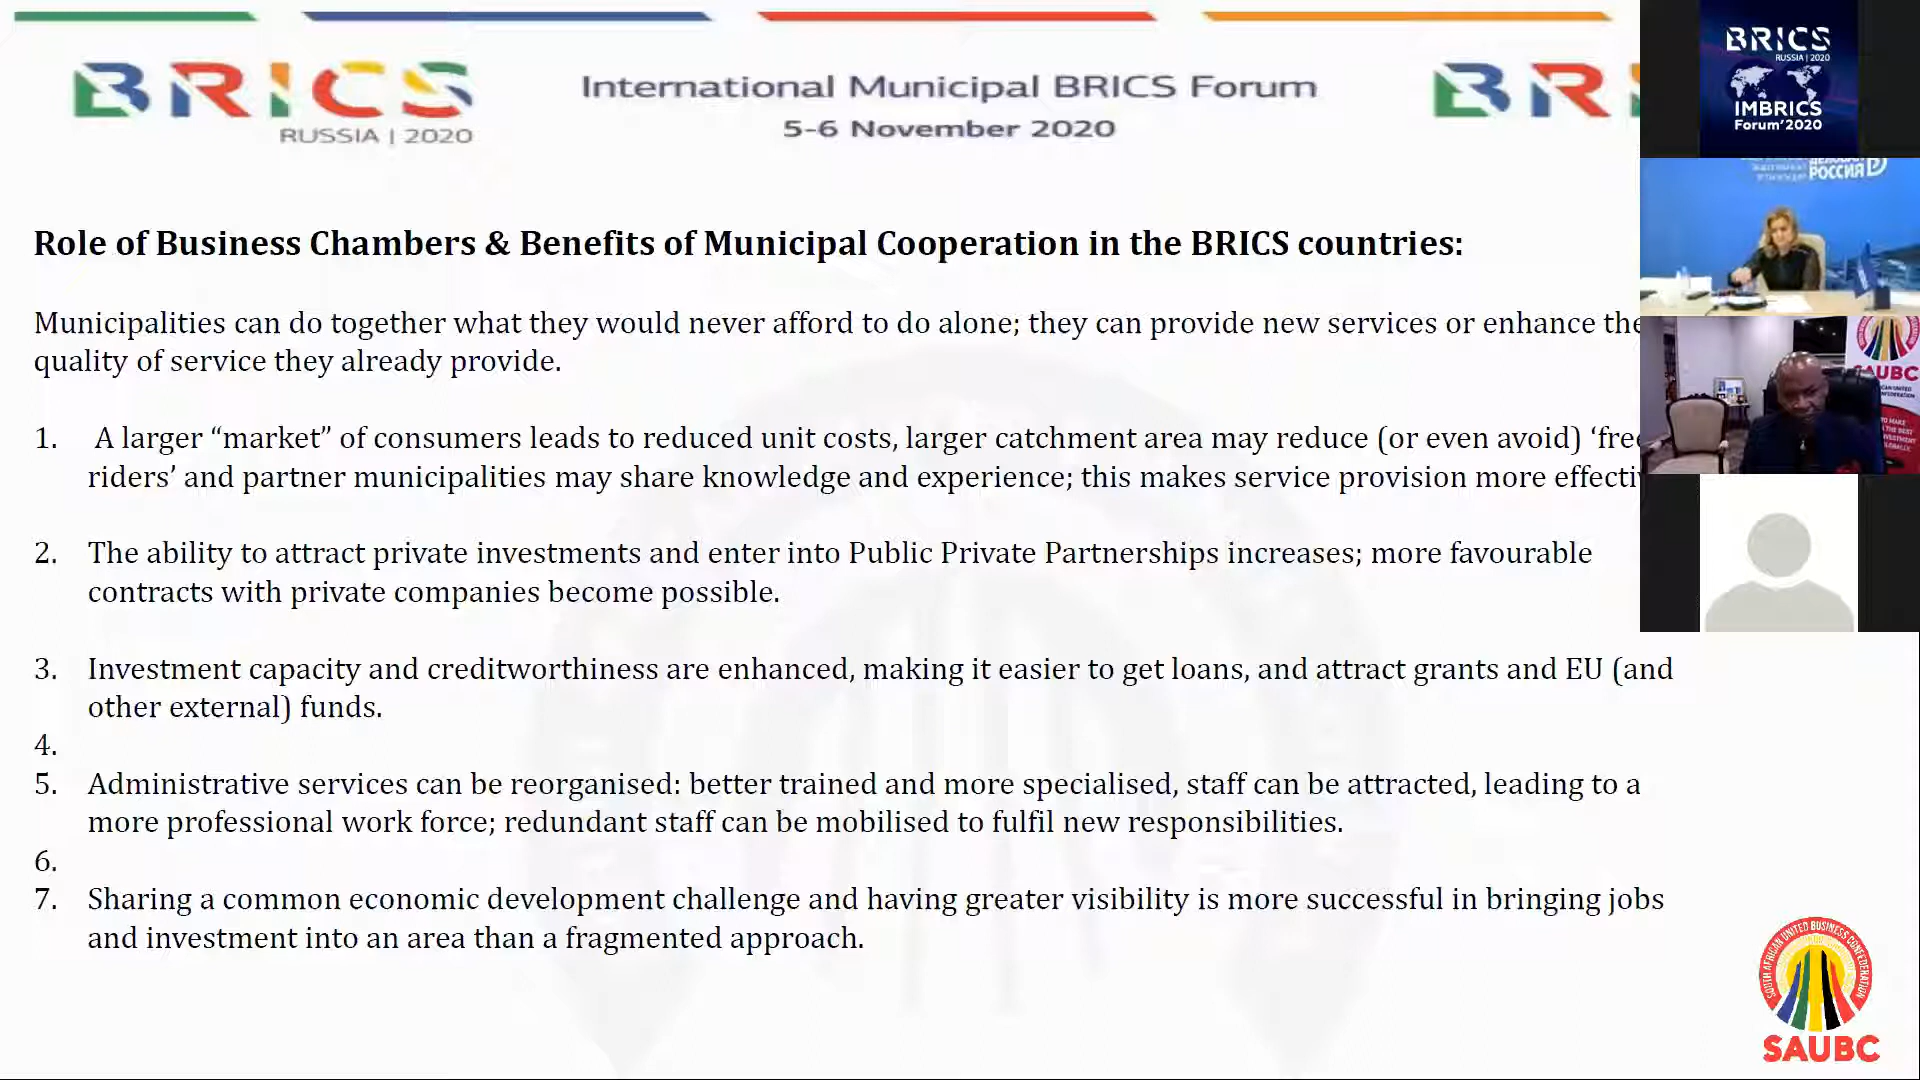 BRICS
RUSSIA | 2020
International Municipal BRICS Forum
5-6 November 2020
BR
Role of Business Chambers & Benefits of Municipal Cooperation in the BRICS countries:
Municipalities can do together what they would never afford to do alone; they can provide new services or enhance the
quality of service they already provide.
1. A larger “market” of consumers leads to reduced unit costs, larger catchment area may reduce (or even avoid) ‘free
riders’ and partner municipalities may share knowledge and experience; this makes service provision more effecti
2. The ability to attract private investments and enter into Public Private Partnerships increases; more favourable
contracts with private companies become possible.
3. Investment capacity and creditworthiness are enhanced, making it easier to get loans, and attract grants and EU (and
other external) funds.
4.
5. Administrative services can be reorganised: better trained and more specialised, staff can be attracted, leading to a
more professional work force; redundant staff can be mobilised to fulfil new responsibilities.
6.
7. Sharing a common economic development challenge and having greater visibility is more successful in bringing jobs
and investment into an area than a fragmented approach.
BRICS
RUSSIA | 2020
IMBRICS
Forum'2020
РОССИЯ
SAUBC
SOUTH AFRICAN UNITED BUSINESS CONFEDERATION
SAUBC